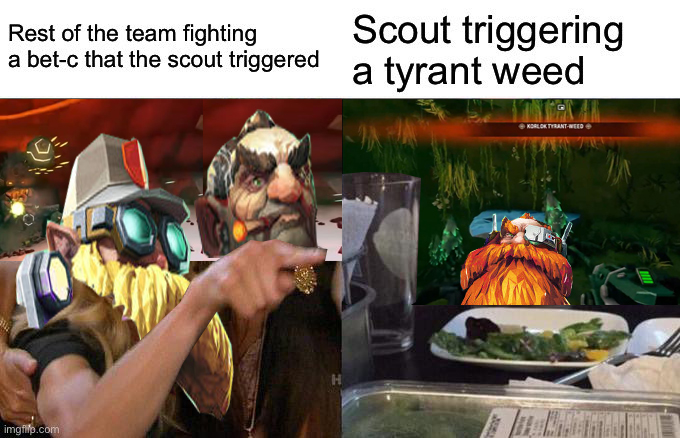 Rest of the team fighting
a bet-c that the scout triggered
Scout triggering
a tyrant weed
KORLOK TYRANT-WEED
H
imgflip.com